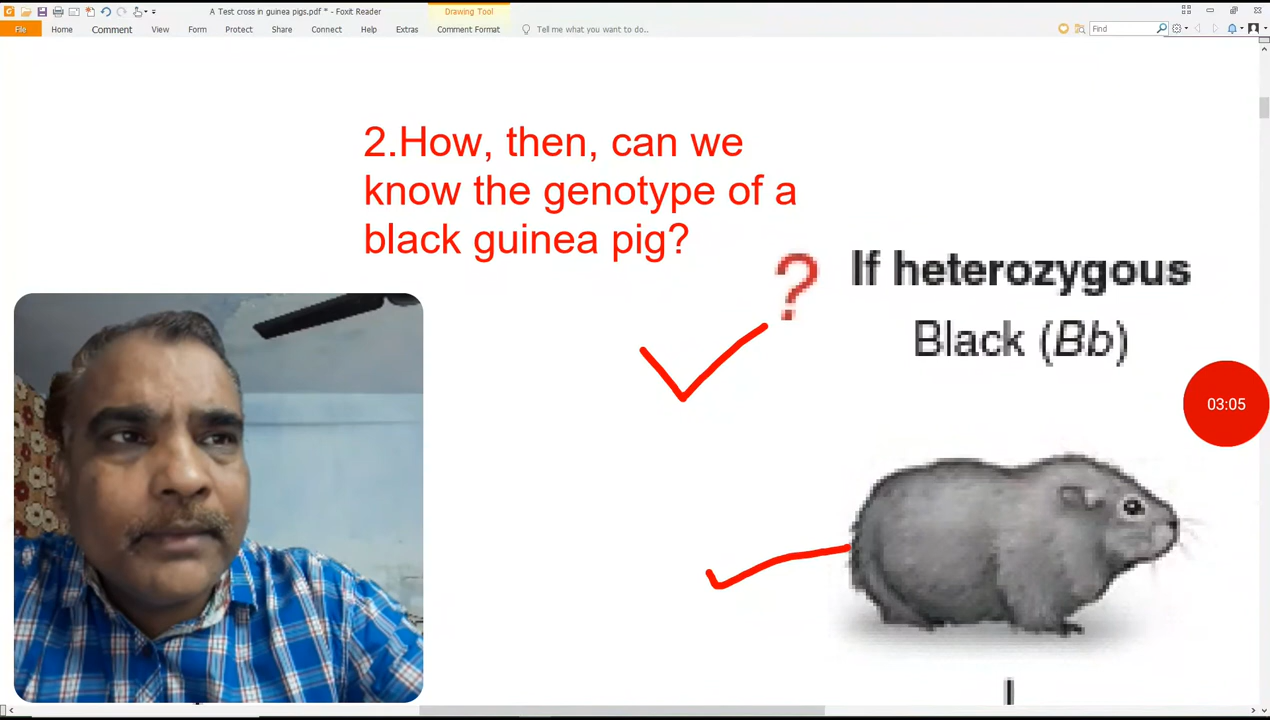 A Test cross in guinea pigs.pdf * - Foxit Reader
Drawing Tool
File
Home
Comment
View
Form
Protect
Share
Connect
Help
Extras
Comment Format
Tell me what you want to do..
Find
2.How, then, can we
know the genotype of a
black guinea pig?
?
If heterozygous
Black (Bb)
03:05